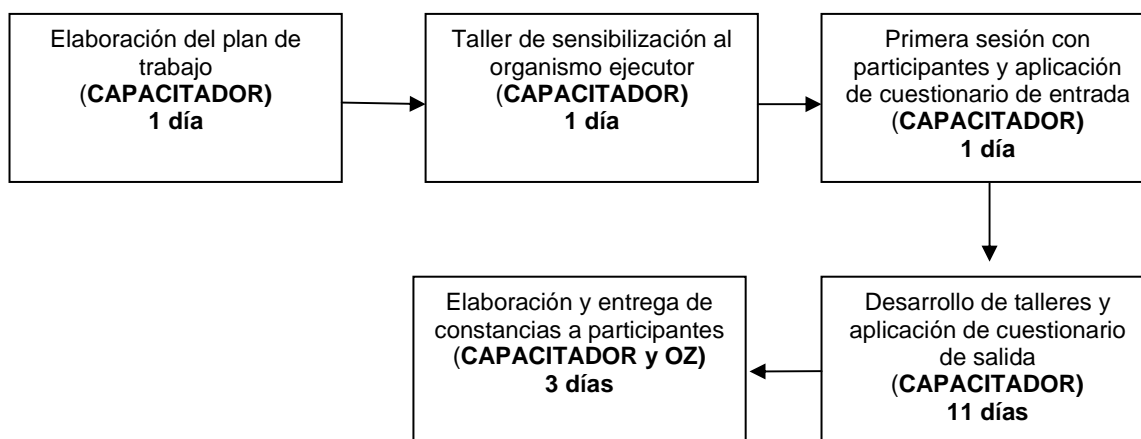 Elaboración del plan de
trabajo
(CAPACITADOR)
1 día
Taller de sensibilización al
organismo ejecutor
(CAPACITADOR)
1 día
Primera sesión con
participantes y aplicación
de cuestionario de entrada
(CAPACITADOR)
1 día
Desarrollo de talleres y
aplicación de cuestionario
de salida
(CAPACITADOR)
11 días
Elaboración y entrega de
constancias a participantes
(CAPACITADOR y OZ)
3 días